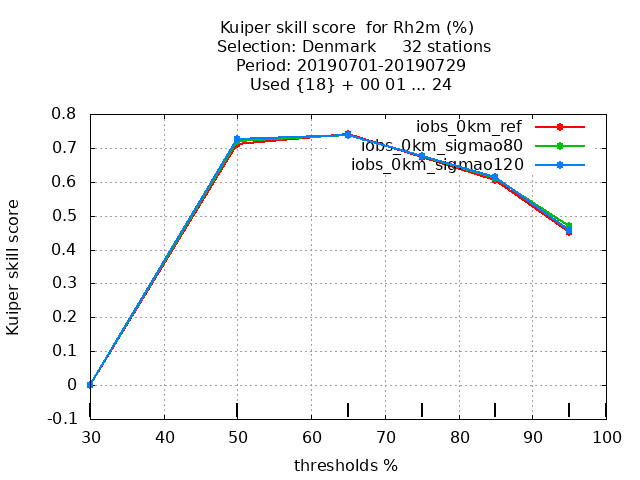 Kuiper skill score  for Rh2m (%)
Selection: Denmark     32 stations
Period: 20190701-20190729
Used {18} + 00 01 ... 24
iobs_0km_ref
iobs_0km_sigmao80
iobs_0km_sigmao120
Kuiper skill score
0.8
0.7
0.6
0.5
0.4
0.3
0.2
0.1
0
-0.1
30 40 50 60 70 80 90 100
thresholds %